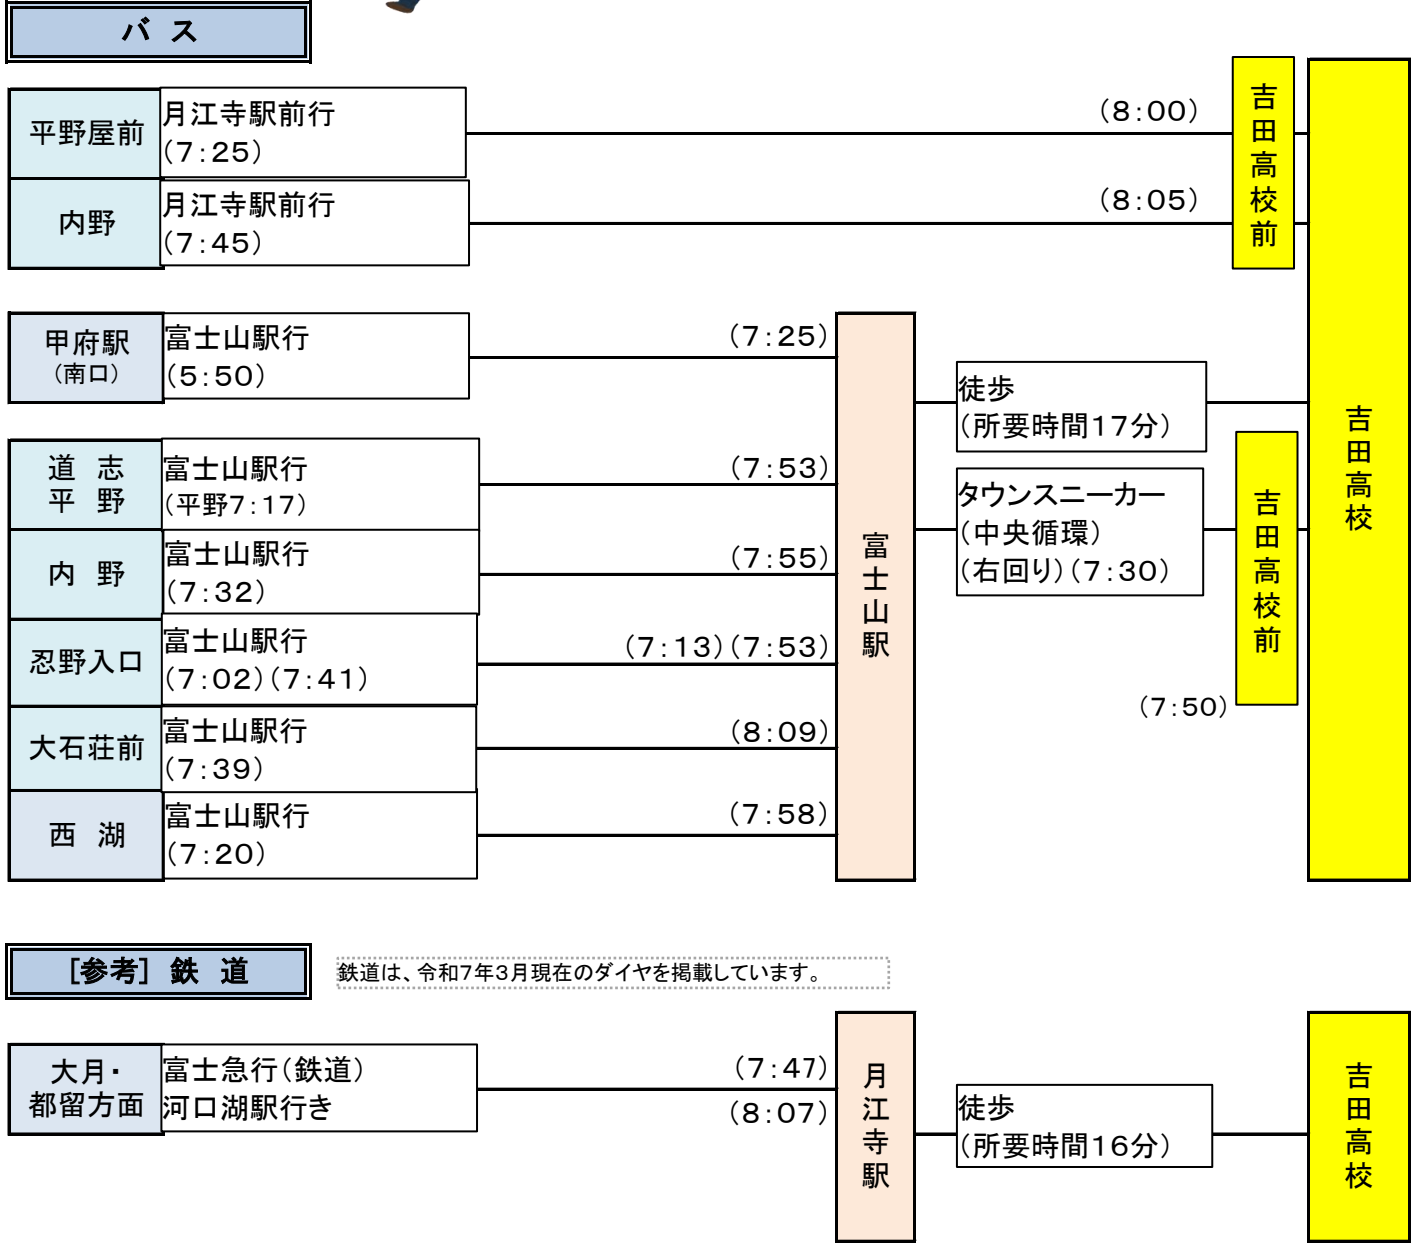 バ ス
平野屋前
月江寺駅前行
(7:25)
(8:00)
内野
月江寺駅前行
(7:45)
(8:05)
吉田高校前
甲府駅
(南口)
富士山駅行
(5:50)
(7:25)
道 志
平 野
富士山駅行
(平野7:17)
(7:53)
内 野
富士山駅行
(7:32)
(7:55)
忍野入口
富士山駅行
(7:02)(7:41)
(7:13)(7:53)
大石荘前
富士山駅行
(7:39)
(8:09)
西 湖
富士山駅行
(7:20)
(7:58)
富士山駅
徒歩
(所要時間17分)
タウンスニーカー
(中央循環)
(右回り)(7:30)
吉田高校前
(7:50)
吉田高校
[参考] 鉄 道
鉄道は、令和7年3月現在のダイヤを掲載しています。
大月・
都留方面
富士急行(鉄道)
河口湖駅行き
(7:47)
(8:07)
月江寺駅
徒歩
(所要時間16分)
吉田高校